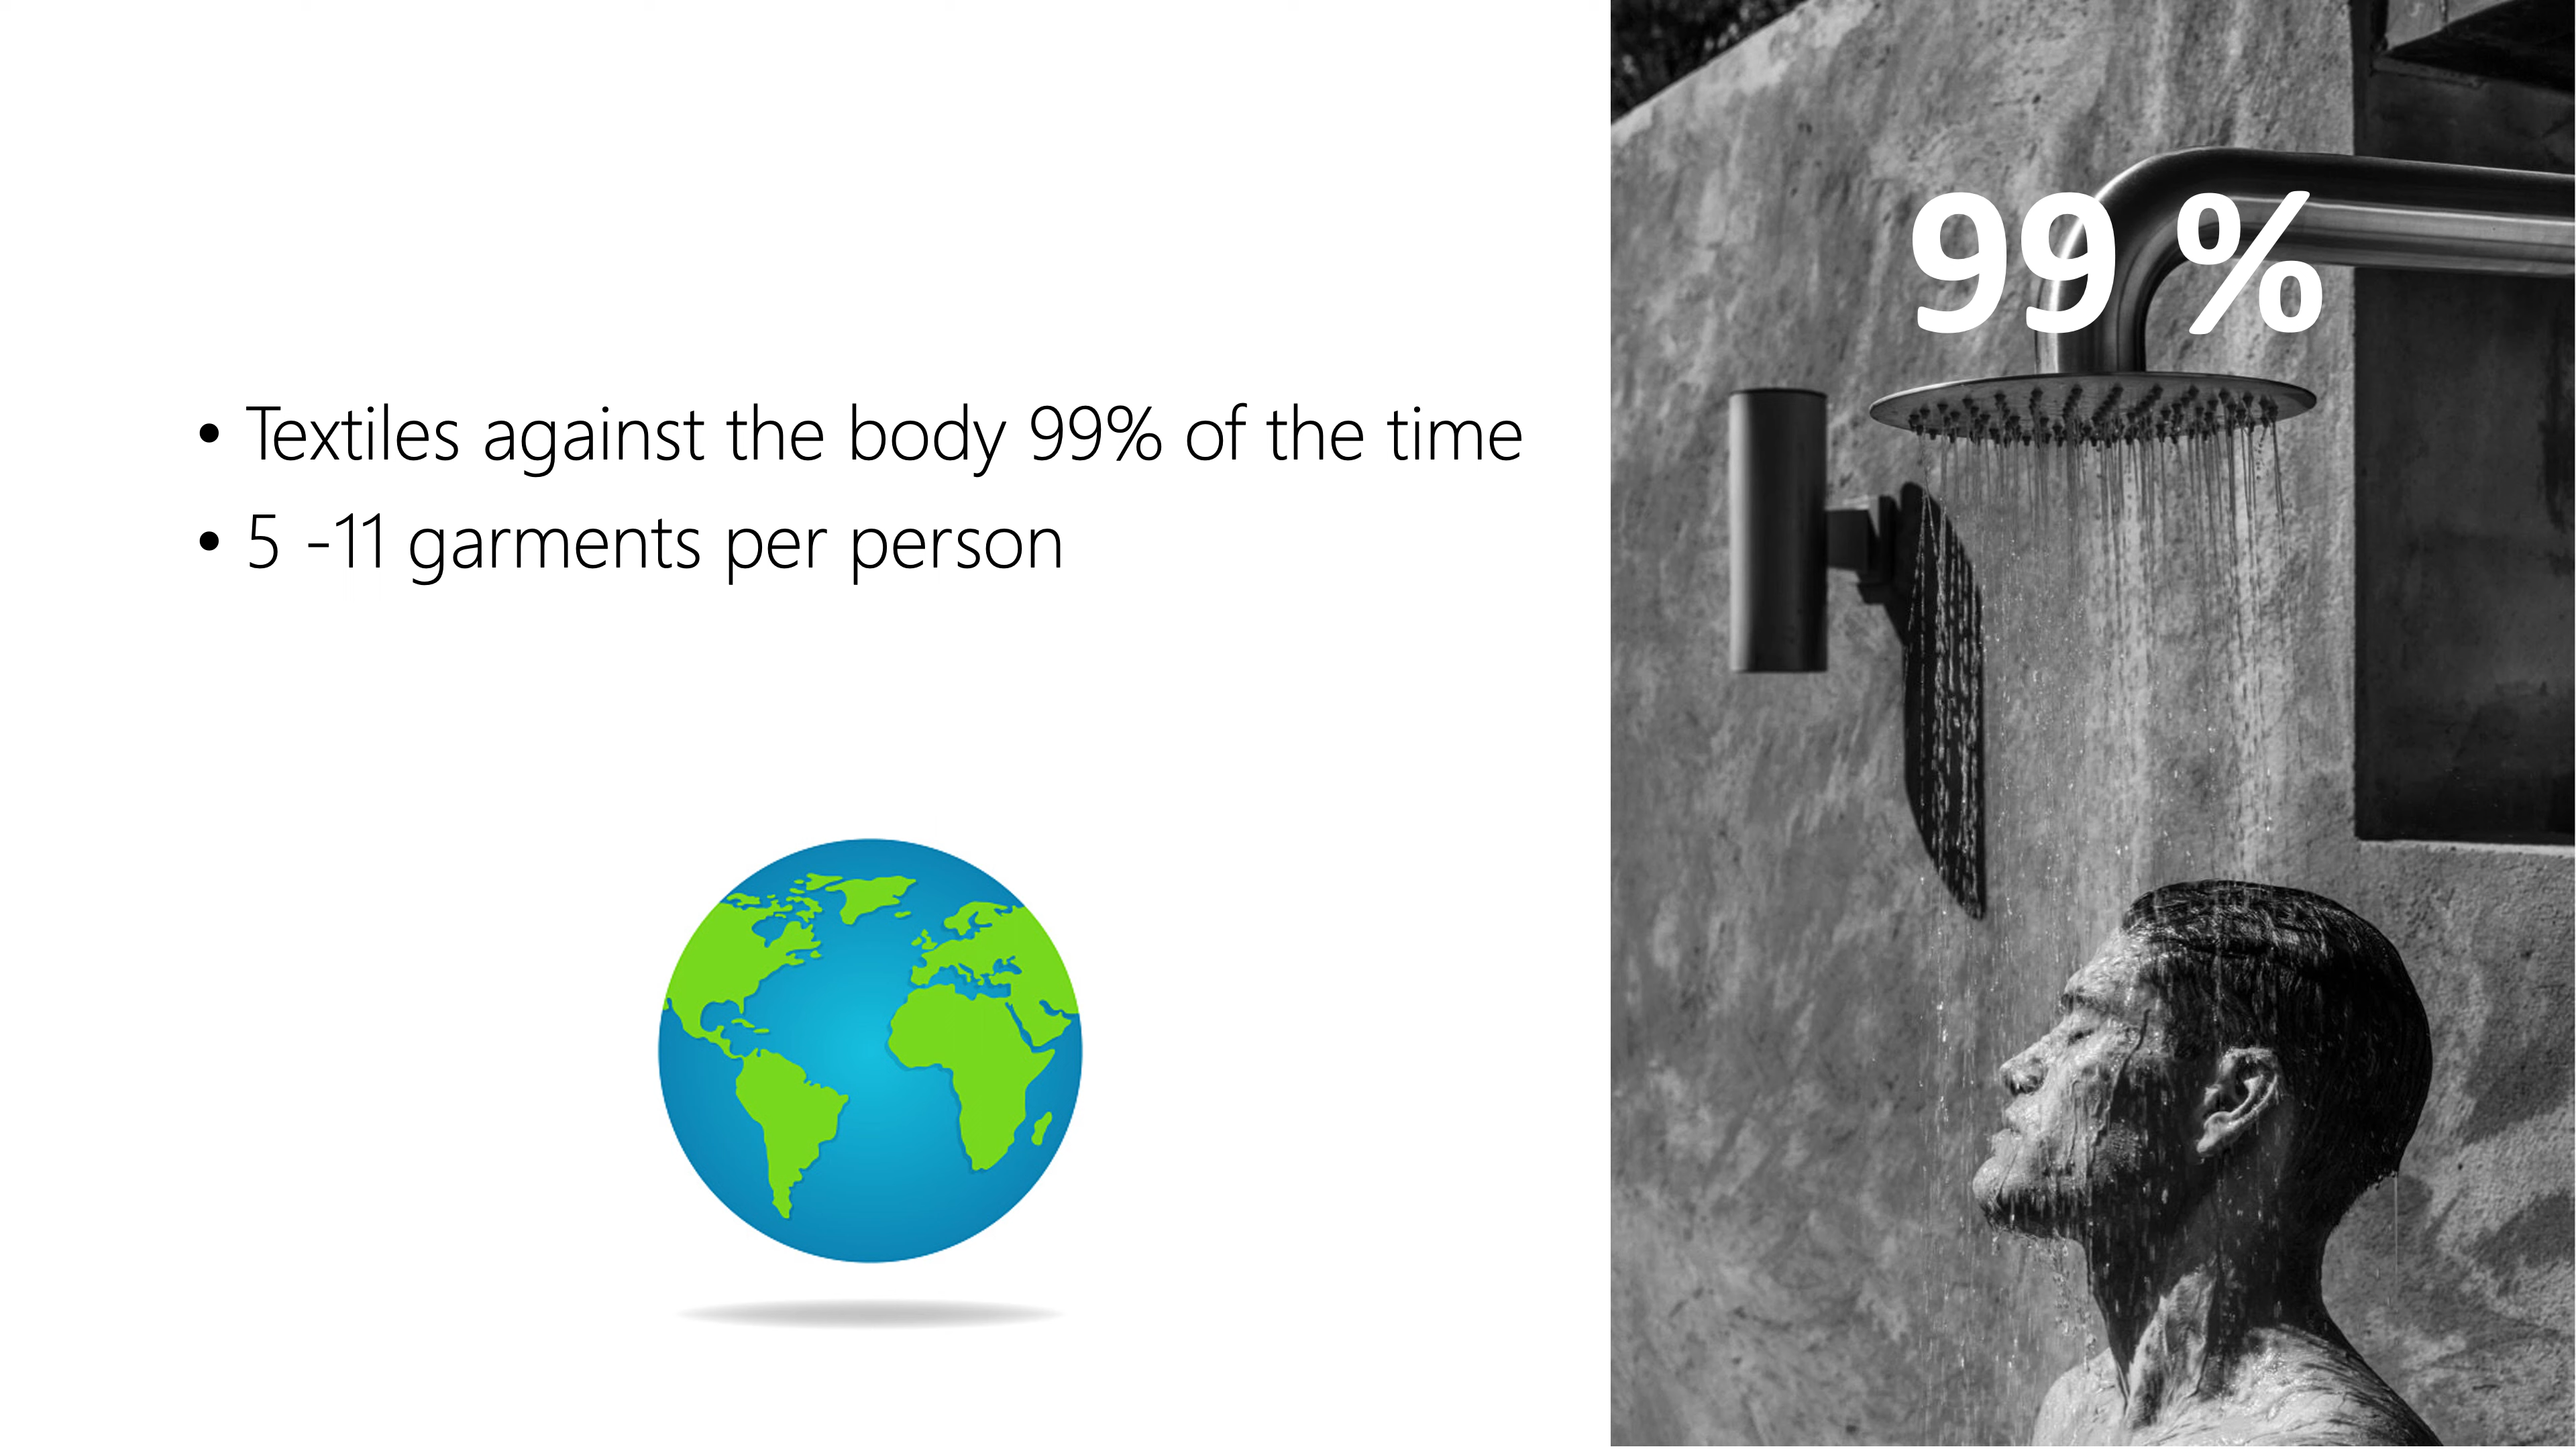 • Textiles against the body 99% of the time
• 5 -11 garments per person
99 %